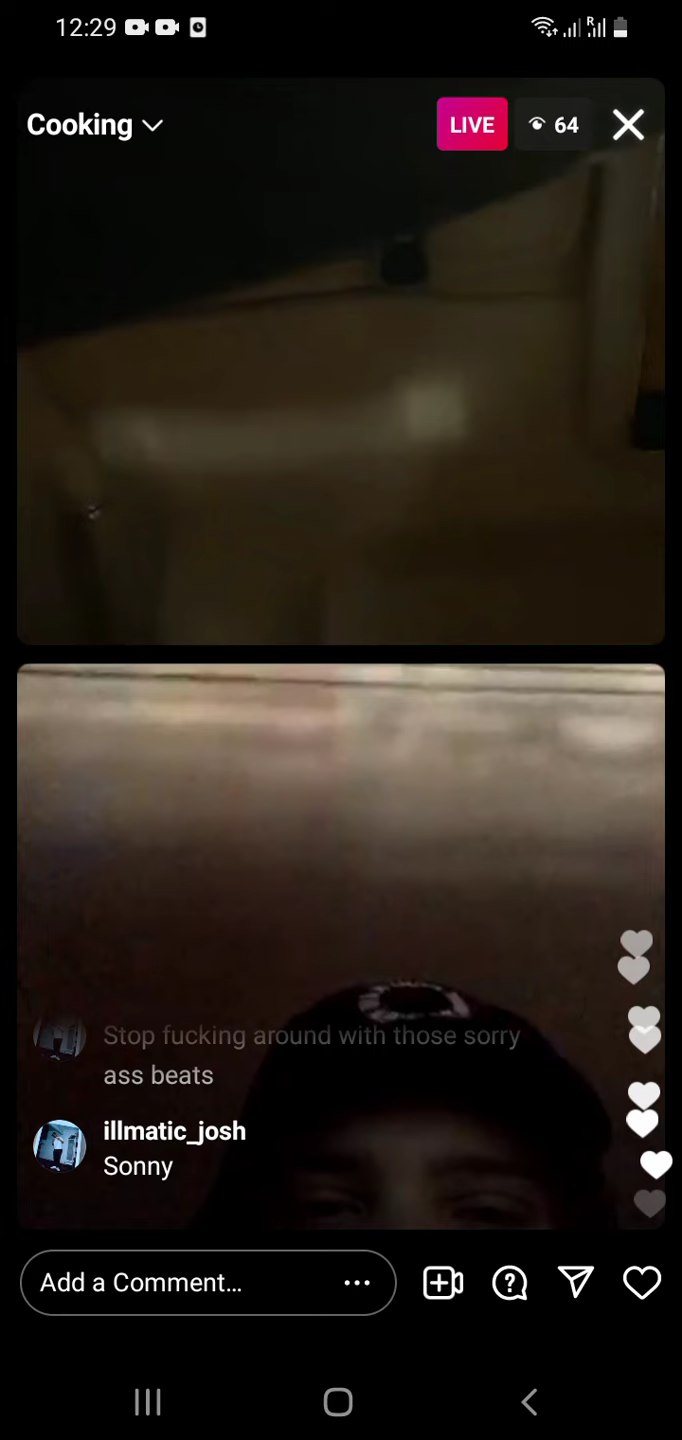 12:29
Cooking
LIVE
64
Stop fucking around with those sorry
ass beats
illmatic_josh
Sonny
Add a Comment...